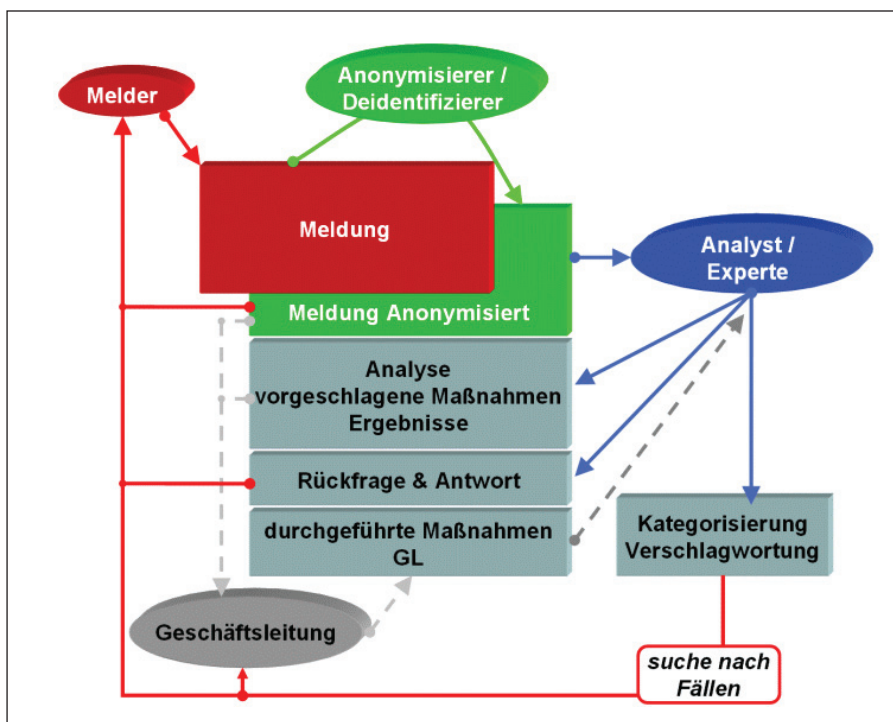 Melder
Anonymisierer /
Deidentifizierer
Meldung
Analyst /
Experte
Meldung Anonymisiert
Analyse
vorgeschlagene Maßnahmen
Ergebnisse
Rückfrage & Antwort
durchgeführte Maßnahmen
GL
Kategorisierung
Verschlagwortung
Geschäftsleitung
suche nach
Fällen